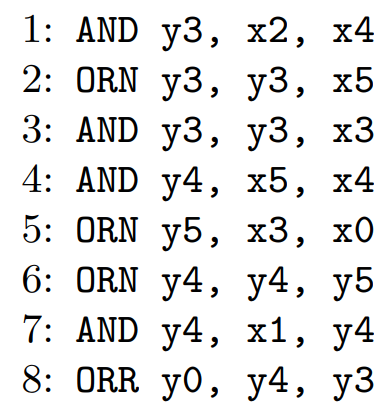 1: AND y3, x2, x4
2: ORN y3, y3, x5
3: AND y3, y3, x3
4: AND y4, x5, x4
5: ORN y5, x3, x0
6: ORN y4, y4, y5
7: AND y4, x1, y4
8: ORR y0, y4, y3